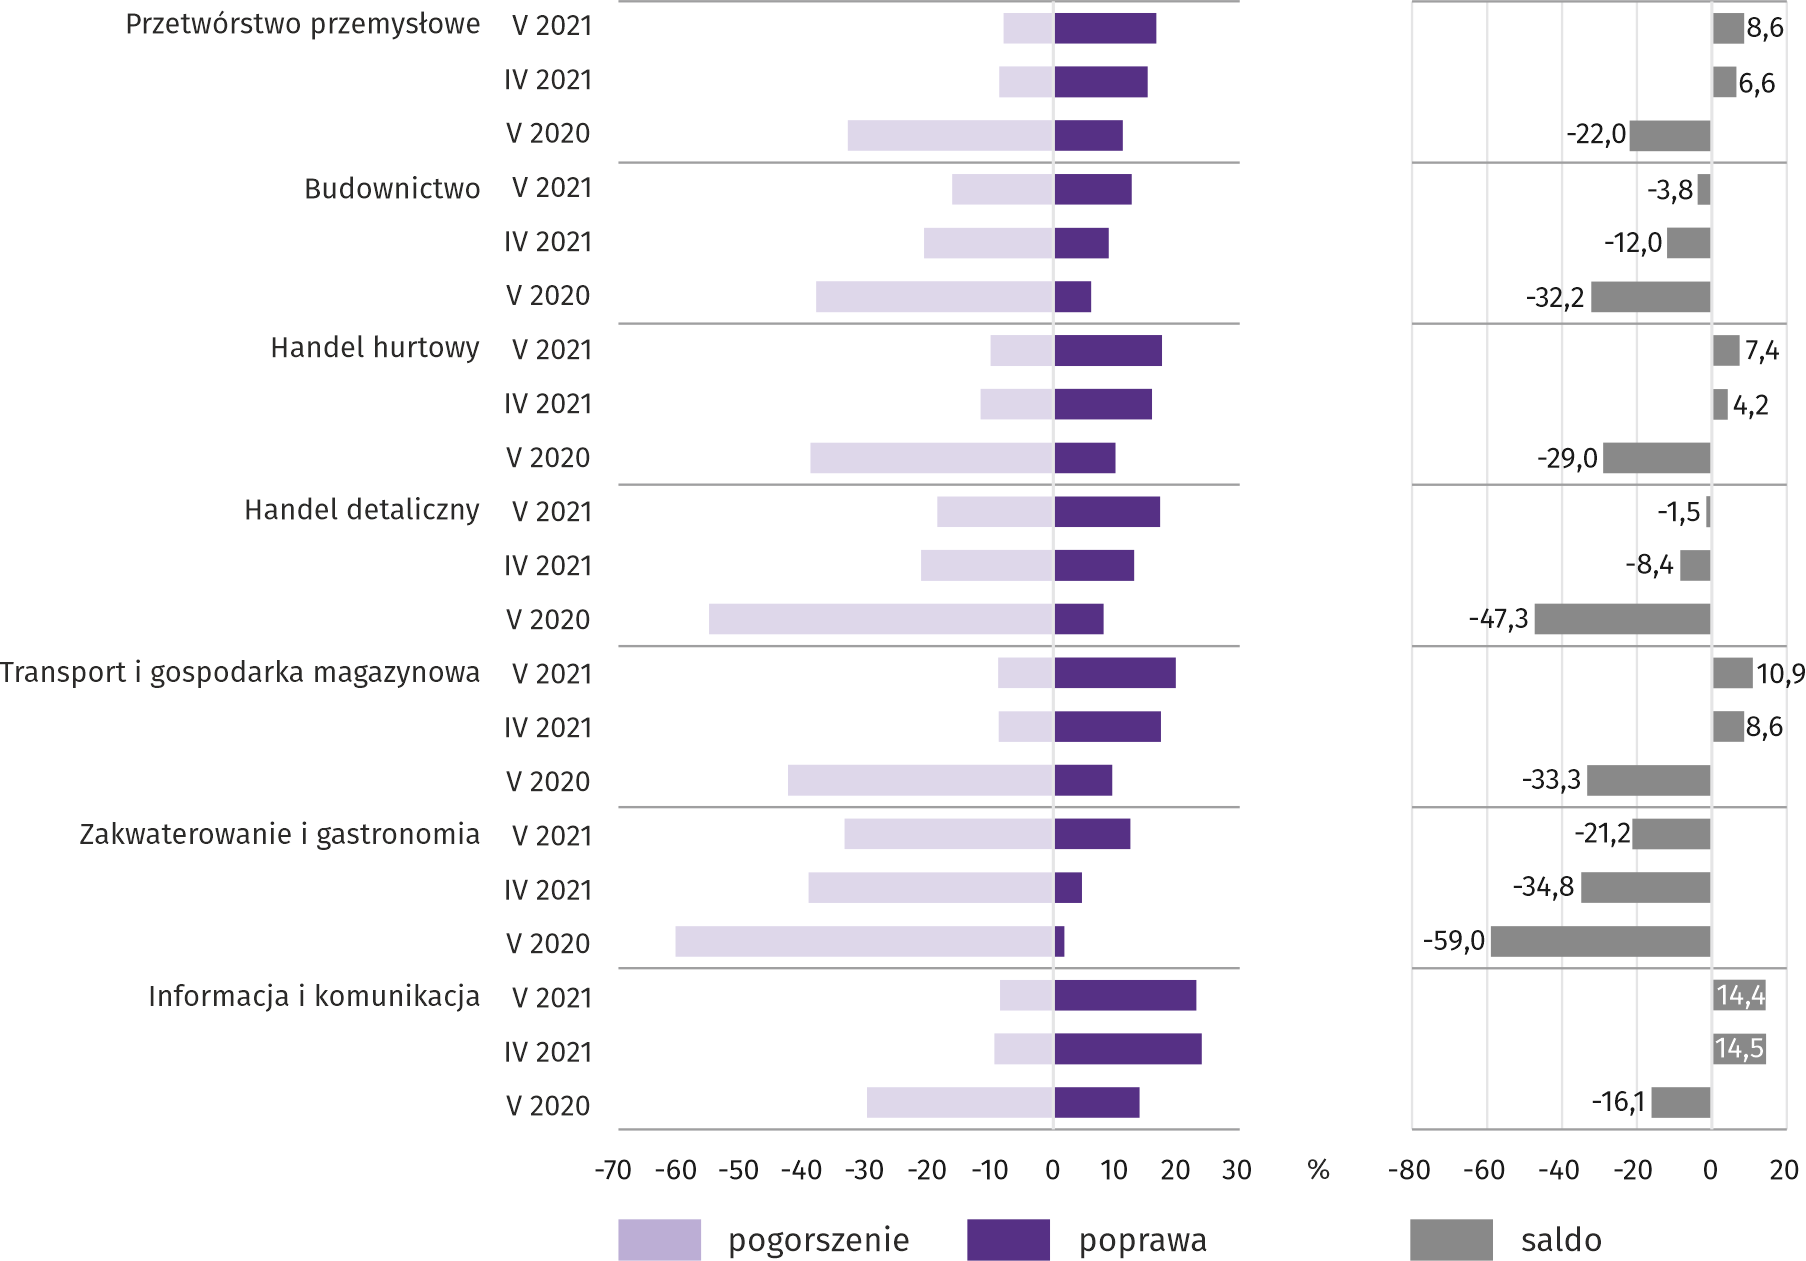 Przetwórstwo przemysłowe V 2021 8,6
IV 2021 6,6
V 2020 -22,0
Budownictwo V 2021 -3,8
IV 2021 -12,0
V 2020 -32,2
Handel hurtowy V 2021 7,4
IV 2021 4,2
V 2020 -29,0
Handel detaliczny V 2021 -1,5
IV 2021 -8,4
V 2020 -47,3
Transport i gospodarka magazynowa V 2021 10,9
IV 2021 8,6
V 2020 -33,3
Zakwaterowanie i gastronomia V 2021 -21,2
IV 2021 -34,8
V 2020 -59,0
Informacja i komunikacja V 2021 14,4
IV 2021 14,5
V 2020 -16,1
-70 -60 -50 -40 -30 -20 -10 0 10 20 30 % -80 -60 -40 -20 0 20
pogorszenie poprawa saldo